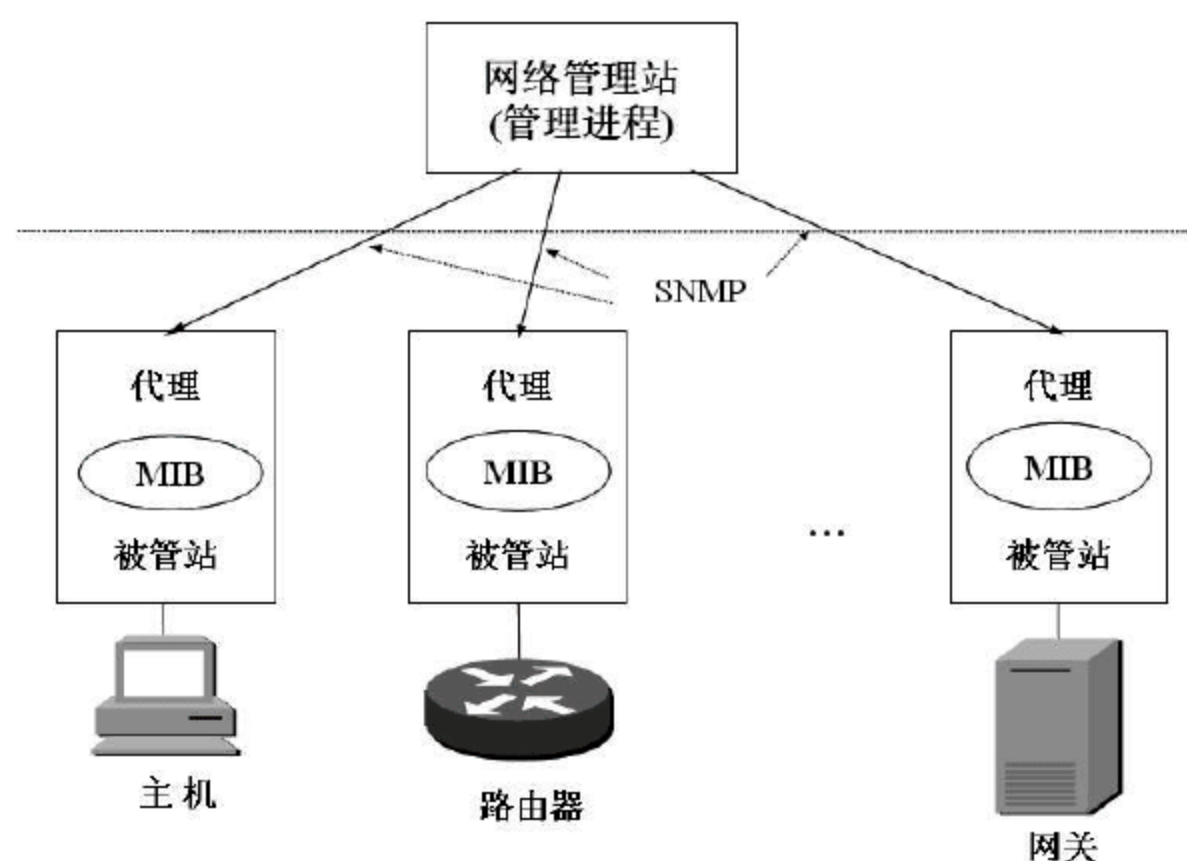 网络管理站
(管理进程)
SNMP
代理
MIB
被管站
代理
MIB
被管站
...
代理
MIB
被管站
主机
路由器
网关